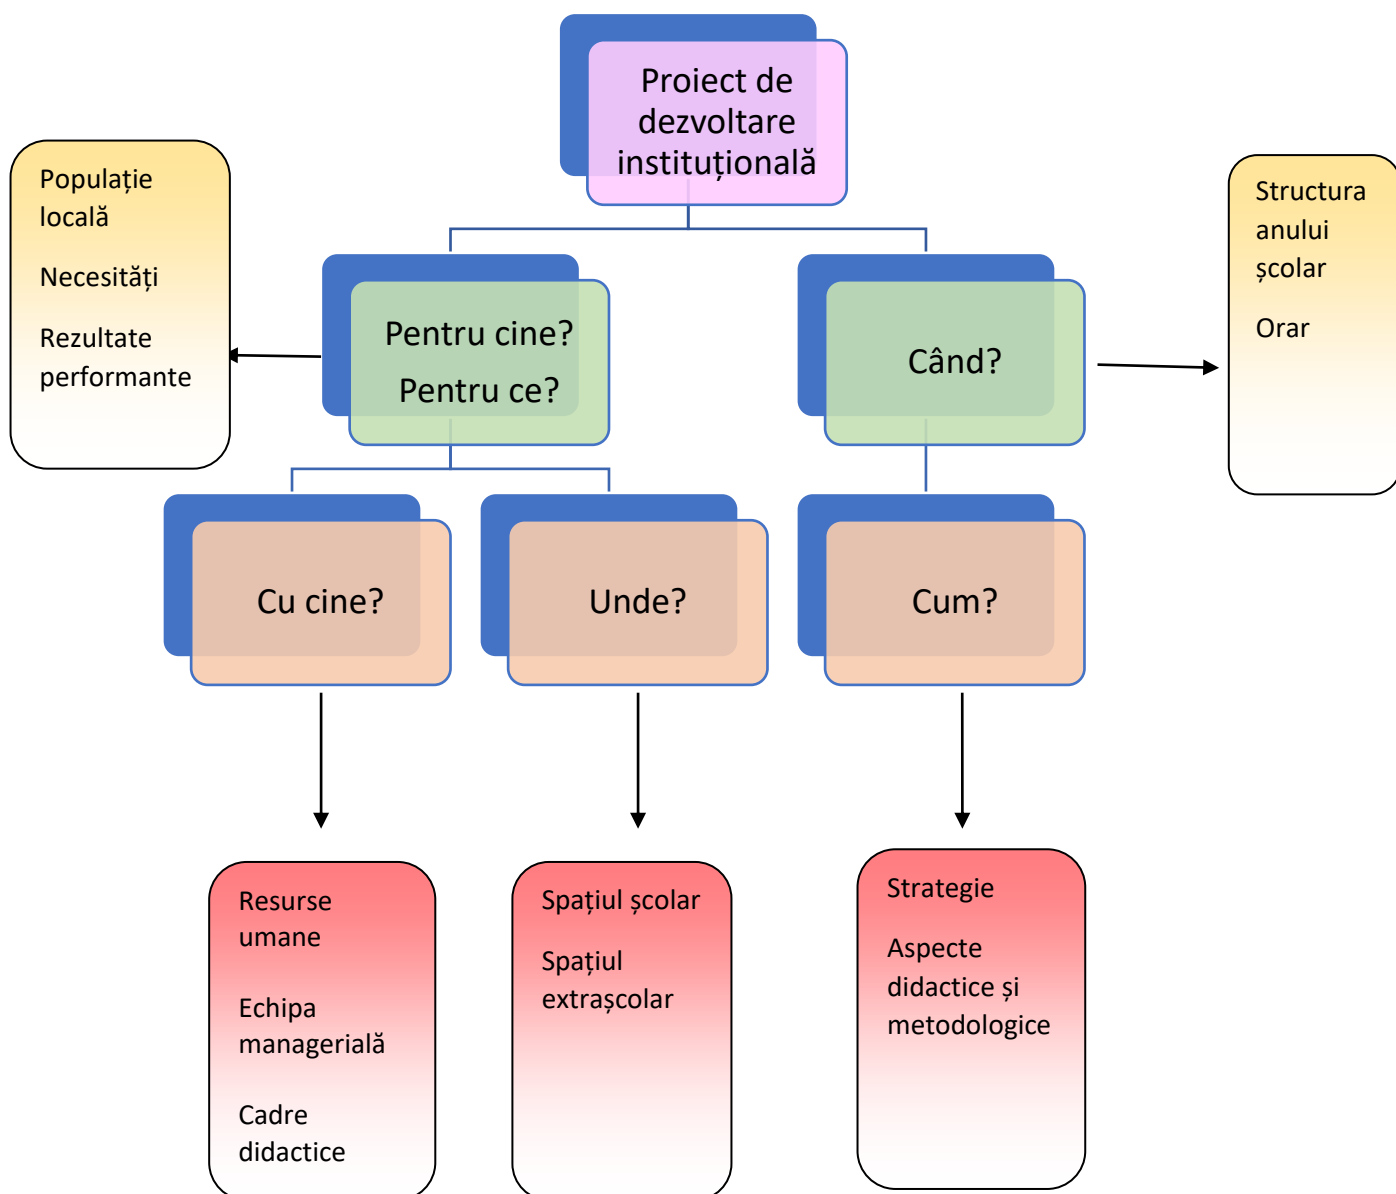 Proiect de
dezvoltare
instituțională
Populație
locală
Necesități
Rezultate
performante
Pentru cine?
Pentru ce?
Când?
Structura
anului
școlar
Orar
Cu cine?
Unde?
Cum?
Resurse
umane
Echipa
managerială
Cadre
didactice
Spațiul școlar
Spațiul
extrașcolar
Strategie
Aspecte
didactice și
metodologice